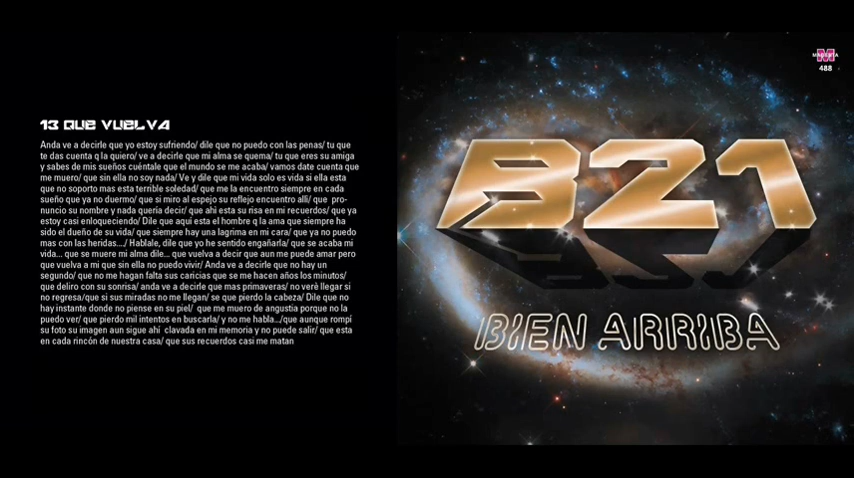 13 QUE VUELVA
Anda ve a decirle que yo estoy sufriendo/ dile que no puedo con las penas/ tu que
te das cuenta q la quiero/ ve a decirle que mi alma se quema/ tu que eres su amiga
y sabes de mis sueños cuéntale que el mundo se me acaba/ vamos date cuenta que
me muero/ que sin ella no soy nada/ Ve y dile que mi vida solo es vida si ella esta
que no soporto mas esta terrible soledad/ que me la encuentro siempre en cada
sueño que ya no duermo/ que si miro al espejo su reflejo encuentro alli/ que pro-
nuncio su nombre y nada queria decir/ que ahi esta su risa en mi recuerdos/ que ya
estoy casi enloqueciendo/ Dile que aqui esta el hombre q la ama que siempre ha
sido el dueño de su vida/ que siempre hay una lagrima en mi cara/ que ya no puedo
mas con las heridas..../ Hablale, dile que yo he sentido engañarla/ que se acaba mi
vida... que se muere mi alma dile... que vuelva a decir que aun me puede amar pero
que vuelva a mi que sin ella no puedo vivir/ Anda ve a decirle que no hay un
segundo/ que no me hagan falta sus caricias que se me hacen años los minutos/
que deliro con su sonrisa/ anda ve a decirle que mas primaveras/ no veré llegar si
no regresa/que si sus miradas no me llegan/ se que pierdo la cabeza/ Dile que no
hay instante donde no piense en su piel/ que me muero de angustia porque no la
puedo ver/ que pierdo mil intentos en buscarla/ y no me habla.../que aunque rompí
su foto su imagen aun sigue ahí clavada en mi memoria y no puede salir/ que esta
en cada rincón de nuestra casa/ que sus recuerdos casi me matan
MAGENTA
488
B21
BIEN ARRIBA